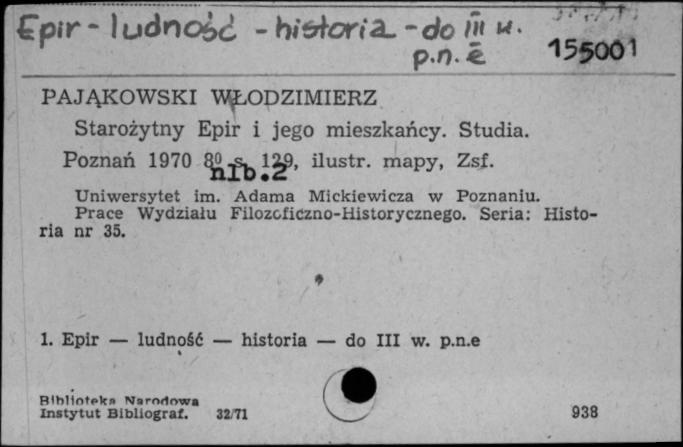 Epir - ludność - historia - do III w.
p.n.e
155001
PAJĄKOWSKI WŁODZIMIERZ
Starożytny Epir i jego mieszkańcy. Studia.
Poznań 1970 8⁰ s. 129, ilustr. mapy, Zsf.
nlb.2
Uniwersytet im. Adama Mickiewicza w Poznaniu.
Prace Wydziału Filozoficzno-Historycznego. Seria: Histo-
ria nr 35.
1. Epir — ludność — historia — do III w. p.n.e
Biblioteka Narodowa
Instytut Bibliograf. 32/71
938